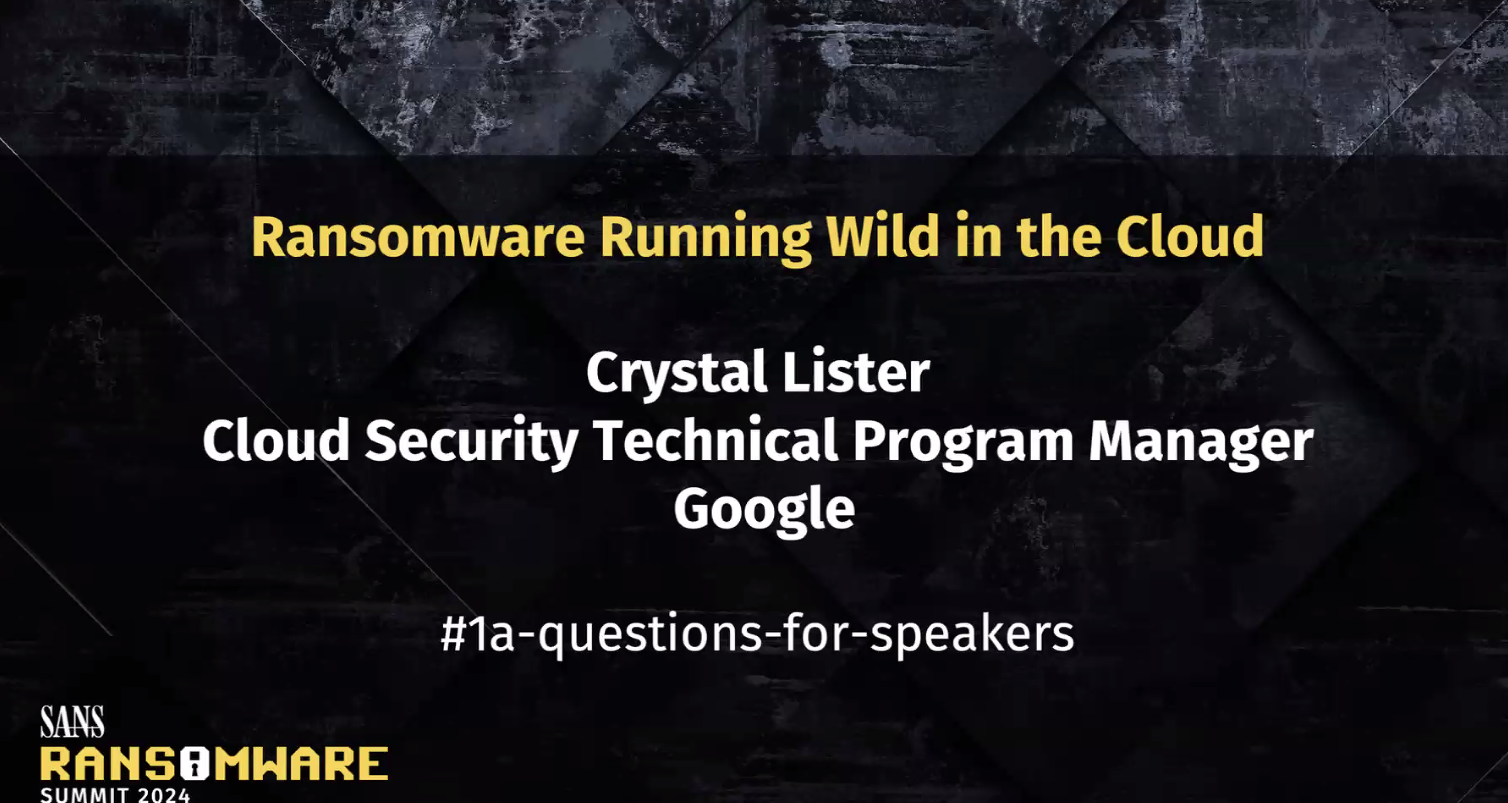 Ransomware Running Wild in the Cloud
Crystal Lister
Cloud Security Technical Program Manager
Google
#1a-questions-for-speakers
SANS
RANSOMWARE
SUMMIT 2024